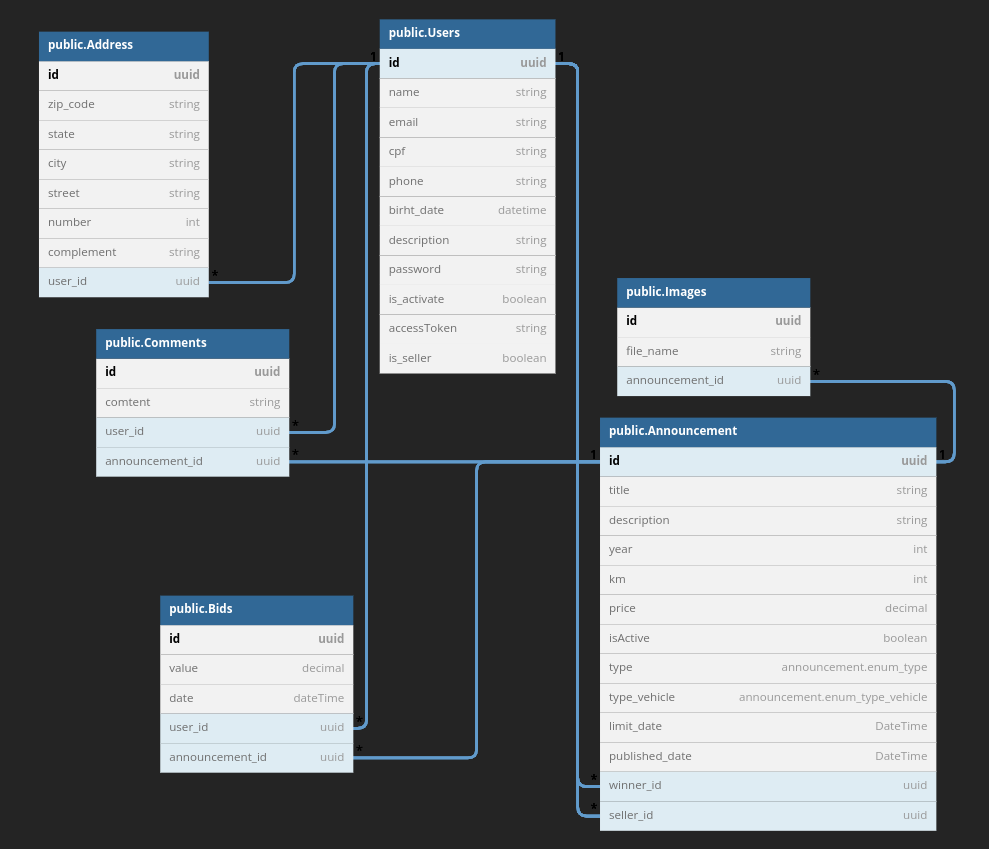 public.Address
id uuid
zip_code string
state string
city string
street string
number int
complement string
user_id uuid
*
public.Users
1 id uuid 1
name string
email string
cpf string
phone string
birht_date datetime
description string
password string
is_activate boolean
accessToken string
is_seller boolean
public.Comments
id uuid
comtent string
user_id uuid
*
announcement_id uuid
*
public.Images
id uuid
file_name string
announcement_id uuid
*
public.Announcement
1 id uuid 1
title string
description string
year int
km int
price decimal
isActive boolean
type announcement.enum_type
type_vehicle announcement.enum_type_vehicle
limit_date DateTime
published_date DateTime
* winner_id uuid
* seller_id uuid
public.Bids
id uuid
value decimal
date dateTime
user_id uuid
*
announcement_id uuid
*